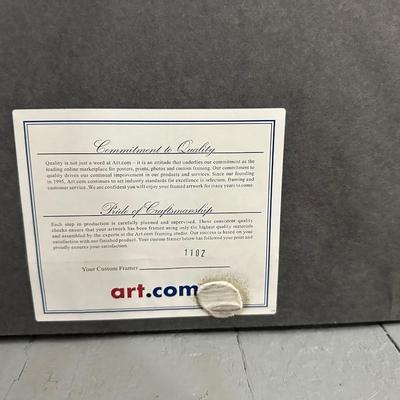 Commitment to Quality
Quality is not just a word at Art.com - it is an attitude that underlies our commitment as the
leading online marketplace for posters, prints, photos and custom framing. Our commitment to
quality drives our continual improvement in our products and services. Since our founding
in 1995, Art.com continues to set industry standards for excellence in selection, framing and
customer service. We are confident you will enjoy your framed artwork for many years to come.
Pride of Craftsmanship
Each step in production is carefully planned and supervised. These consistent quality
checks ensure that your artwork has been framed using only the highest quality materials
and assembled by the experts at the Art.com framing studio. Our success is based on your
satisfaction with our finished product. Your custom framer below has followed your print and
proudly ensures your satisfaction.
1102
Your Custom Framer
art.com